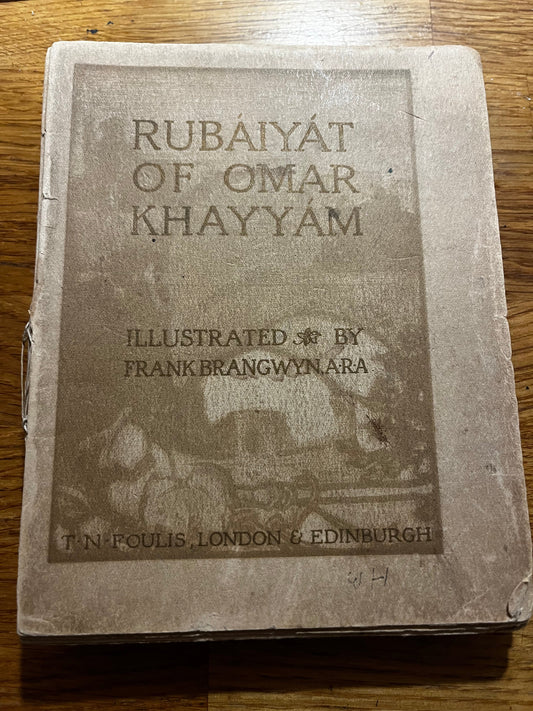 RUBÁIYÁT
OF OMAR
KHAYYÁM
ILLUSTRATED BY
FRANK BRANGWYN, A·R·A
T·N·FOULIS, LONDON & EDINBURGH